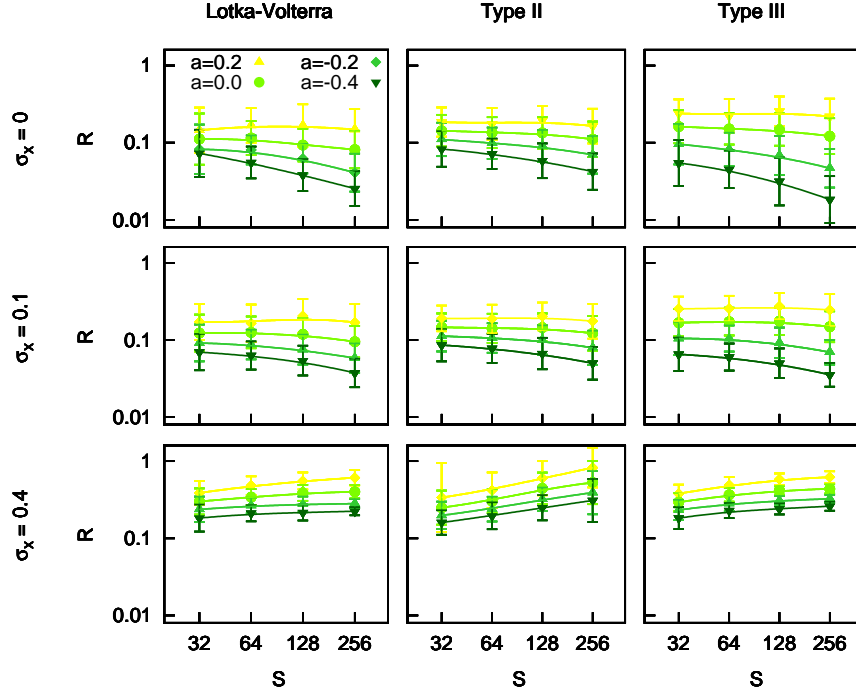 Lotka-Volterra Type II Type III
a=0.2 a=-0.2
a=0.0 a=-0.4
σx = 0 R 1 0.1 0.01
σx = 0.1 R 1 0.1 0.01
σx = 0.4 R 1 0.1 0.01
32 64 128 256 32 64 128 256 32 64 128 256
S S S